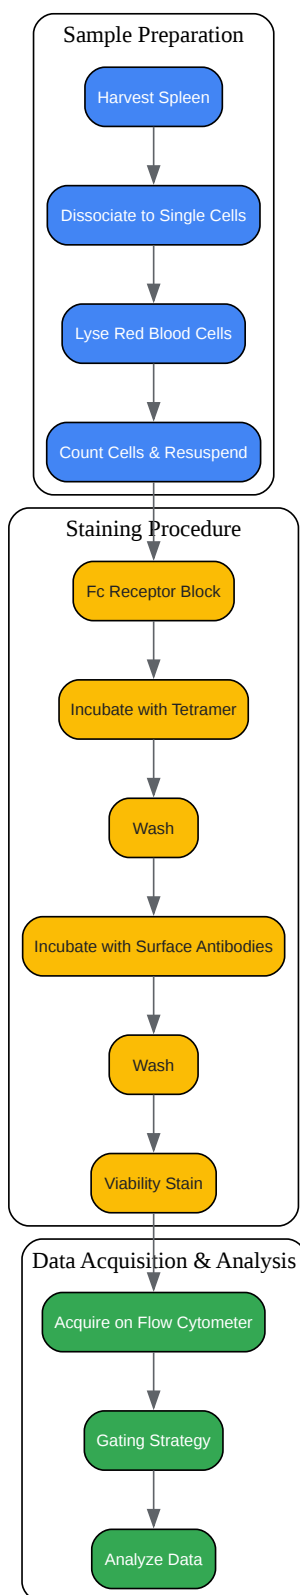 Sample Preparation
Harvest Spleen
Dissociate to Single Cells
Lyse Red Blood Cells
Count Cells & Resuspend
Staining Procedure
Fc Receptor Block
Incubate with Tetramer
Wash
Incubate with Surface Antibodies
Wash
Viability Stain
Data Acquisition & Analysis
Acquire on Flow Cytometer
Gating Strategy
Analyze Data